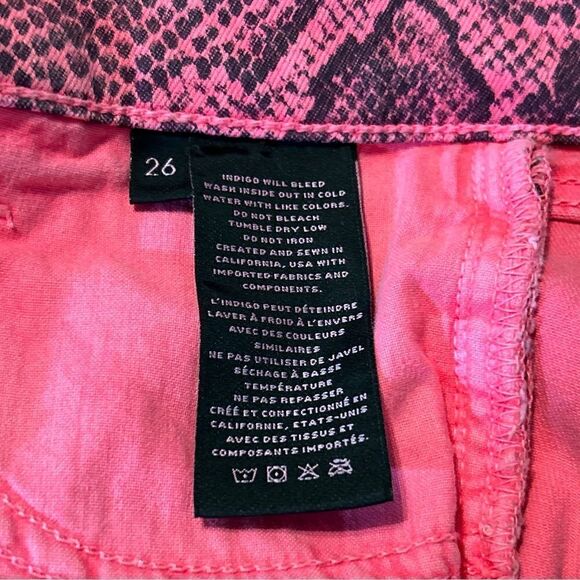 26
INDIGO WILL BLEED
WASH INSIDE OUT IN COLD
WATER WITH LIKE COLORS.
DO NOT BLEACH
TUMBLE DRY LOW
DO NOT IRON
CREATED AND SEWN IN
CALIFORNIA, USA WITH
IMPORTED FABRICS AND
COMPONENTS.
L'INDIGO PEUT DÉTEINDRE
LAVER À FROID À L'ENVERS
AVEC DES COULEURS
SIMILAIRES
NE PAS UTILISER DE JAVEL
SÉCHAGE À BASSE
TEMPÉRATURE
NE PAS REPASSER
CRÉÉ ET CONFECTIONNÉ EN
CALIFORNIE, ETATS-UNIS
AVEC DES TISSUS ET
COMPOSANTS IMPORTÉS.